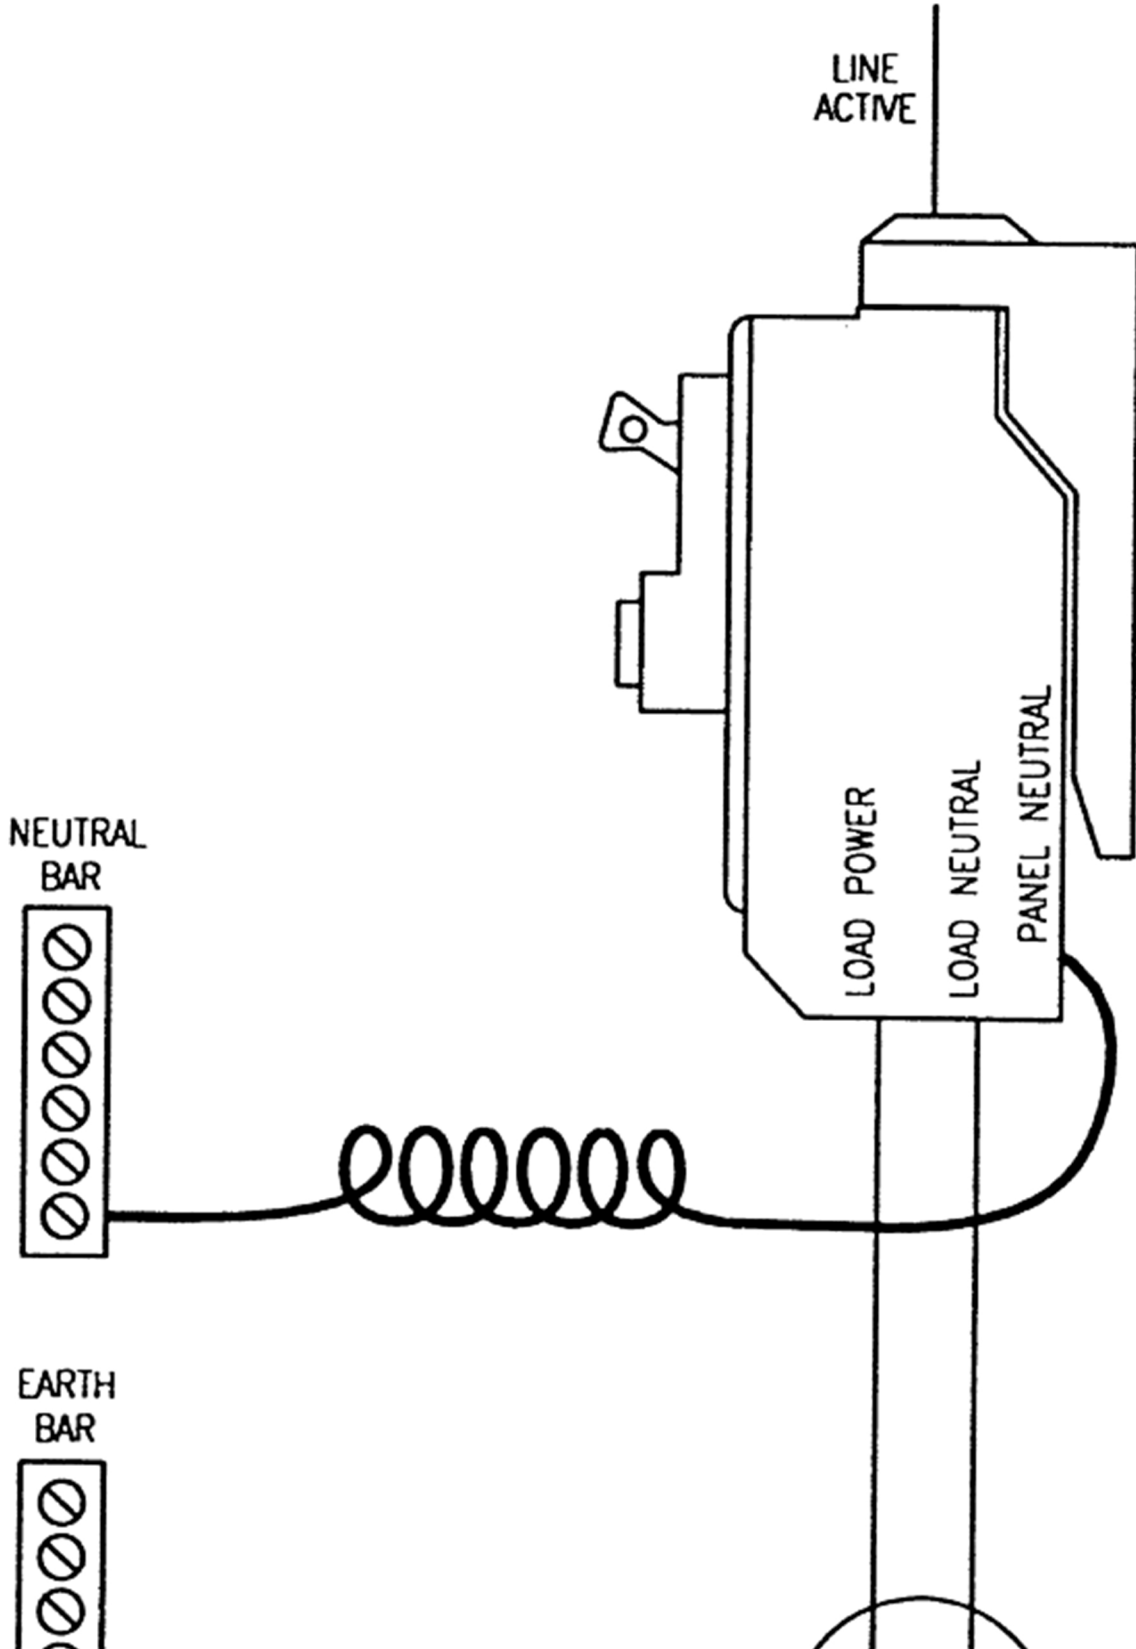 LINE
ACTIVE
LOAD POWER
LOAD NEUTRAL
PANEL NEUTRAL
NEUTRAL
BAR
EARTH
BAR